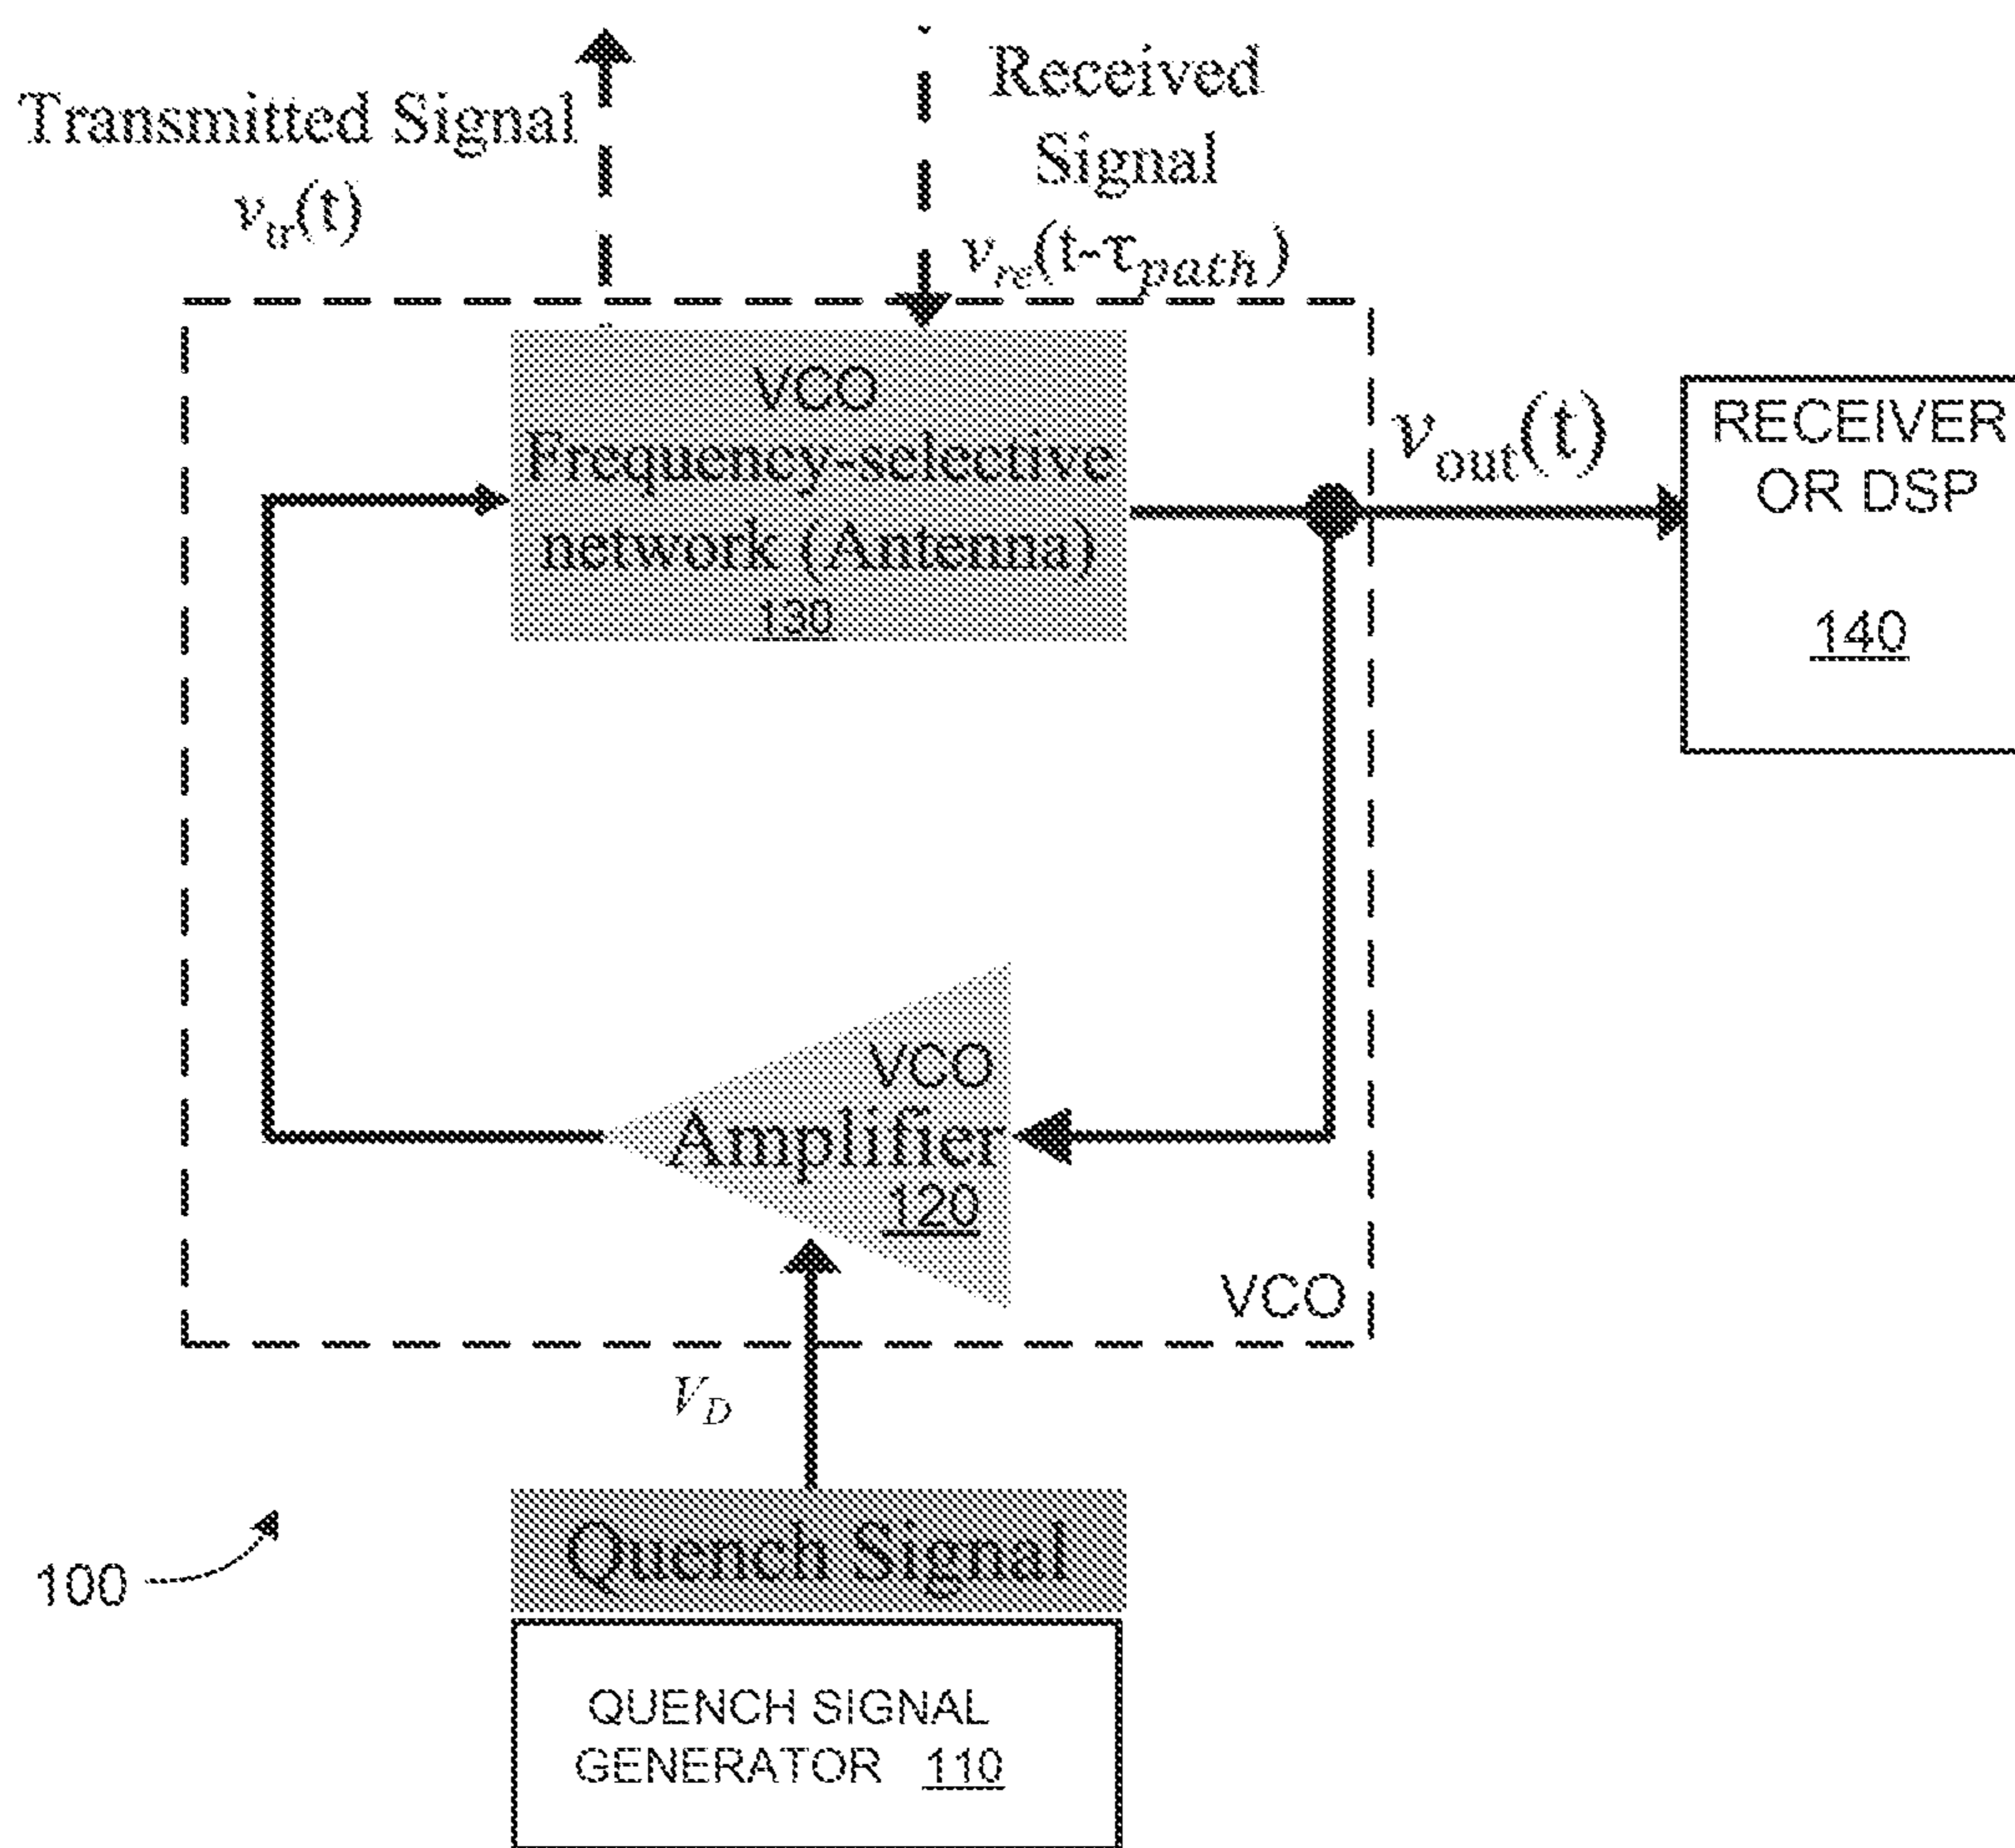 Transmitted Signal
v_tr(t)
Received
Signal
v_re(t-τ_path)
VCO
Frequency-selective
network (Antenna)
130
v_out(t)
RECEIVER
OR DSP
140
VCO
Amplifier
120
VCO
V_D
Quench Signal
100
QUENCH SIGNAL
GENERATOR 110